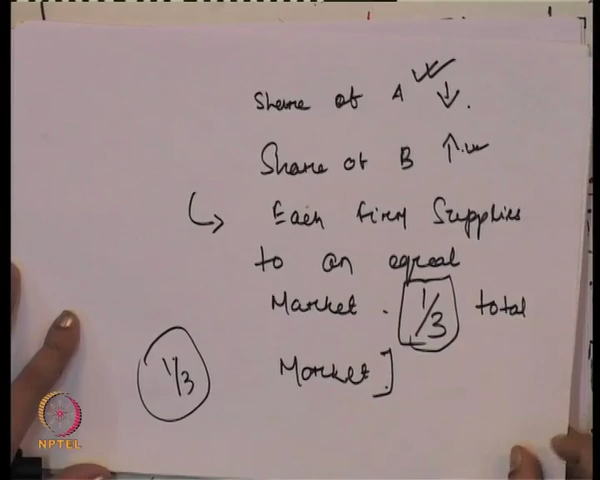 Share of A ↓.
Share of B ↑
Each firm Supplies
to an equal
Market. 1/3 total
Market]
1/3
NPTEL